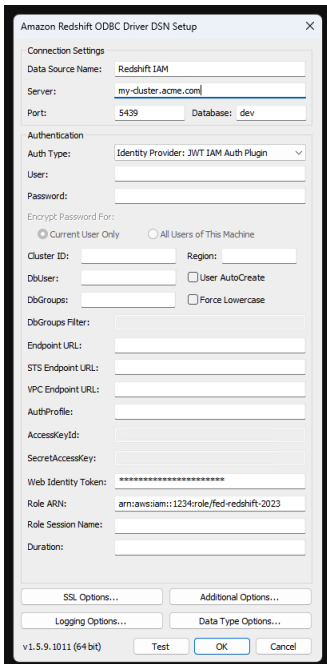 Amazon Redshift ODBC Driver DSN Setup
Connection Settings
Data Source Name: Redshift IAM
Server: my-cluster.acme.com
Port: 5439 Database: dev
Authentication
Auth Type: Identity Provider: JWT IAM Auth Plugin
User:
Password:
Encrypt Password For:
Current User Only All Users of This Machine
Cluster ID: Region:
DbUser: User AutoCreate
DbGroups: Force Lowercase
DbGroups Filter:
Endpoint URL:
STS Endpoint URL:
VPC Endpoint URL:
AuthProfile:
AccessKeyId:
SecretAccessKey:
Web Identity Token: **********************
Role ARN: arn:aws:iam::1234:role/fed-redshift-2023
Role Session Name:
Duration:
SSL Options... Additional Options...
Logging Options... Data Type Options...
v1.5.9.1011 (64 bit) Test OK Cancel